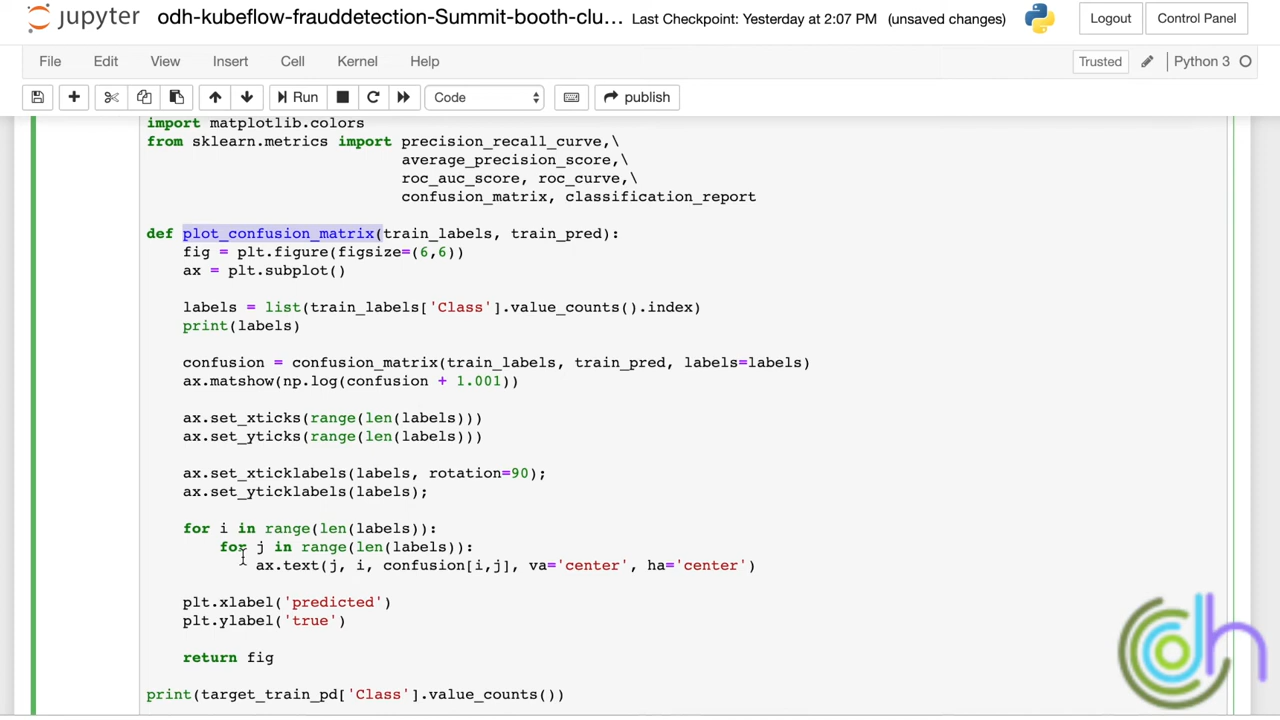 jupyter odh-kubeflow-frauddetection-Summit-booth-clu... Last Checkpoint: Yesterday at 2:07 PM (unsaved changes) Logout Control Panel
File Edit View Insert Cell Kernel Help Trusted Python 3
Run Code publish
import matplotlib.colors
from sklearn.metrics import precision_recall_curve,\
average_precision_score,\
roc_auc_score, roc_curve,\
confusion_matrix, classification_report
def plot_confusion_matrix(train_labels, train_pred):
fig = plt.figure(figsize=(6,6))
ax = plt.subplot()
labels = list(train_labels['Class'].value_counts().index)
print(labels)
confusion = confusion_matrix(train_labels, train_pred, labels=labels)
ax.matshow(np.log(confusion + 1.001))
ax.set_xticks(range(len(labels)))
ax.set_yticks(range(len(labels)))
ax.set_xticklabels(labels, rotation=90);
ax.set_yticklabels(labels);
for i in range(len(labels)):
for j in range(len(labels)):
ax.text(j, i, confusion[i,j], va='center', ha='center')
plt.xlabel('predicted')
plt.ylabel('true')
return fig
print(target_train_pd['Class'].value_counts())
odh